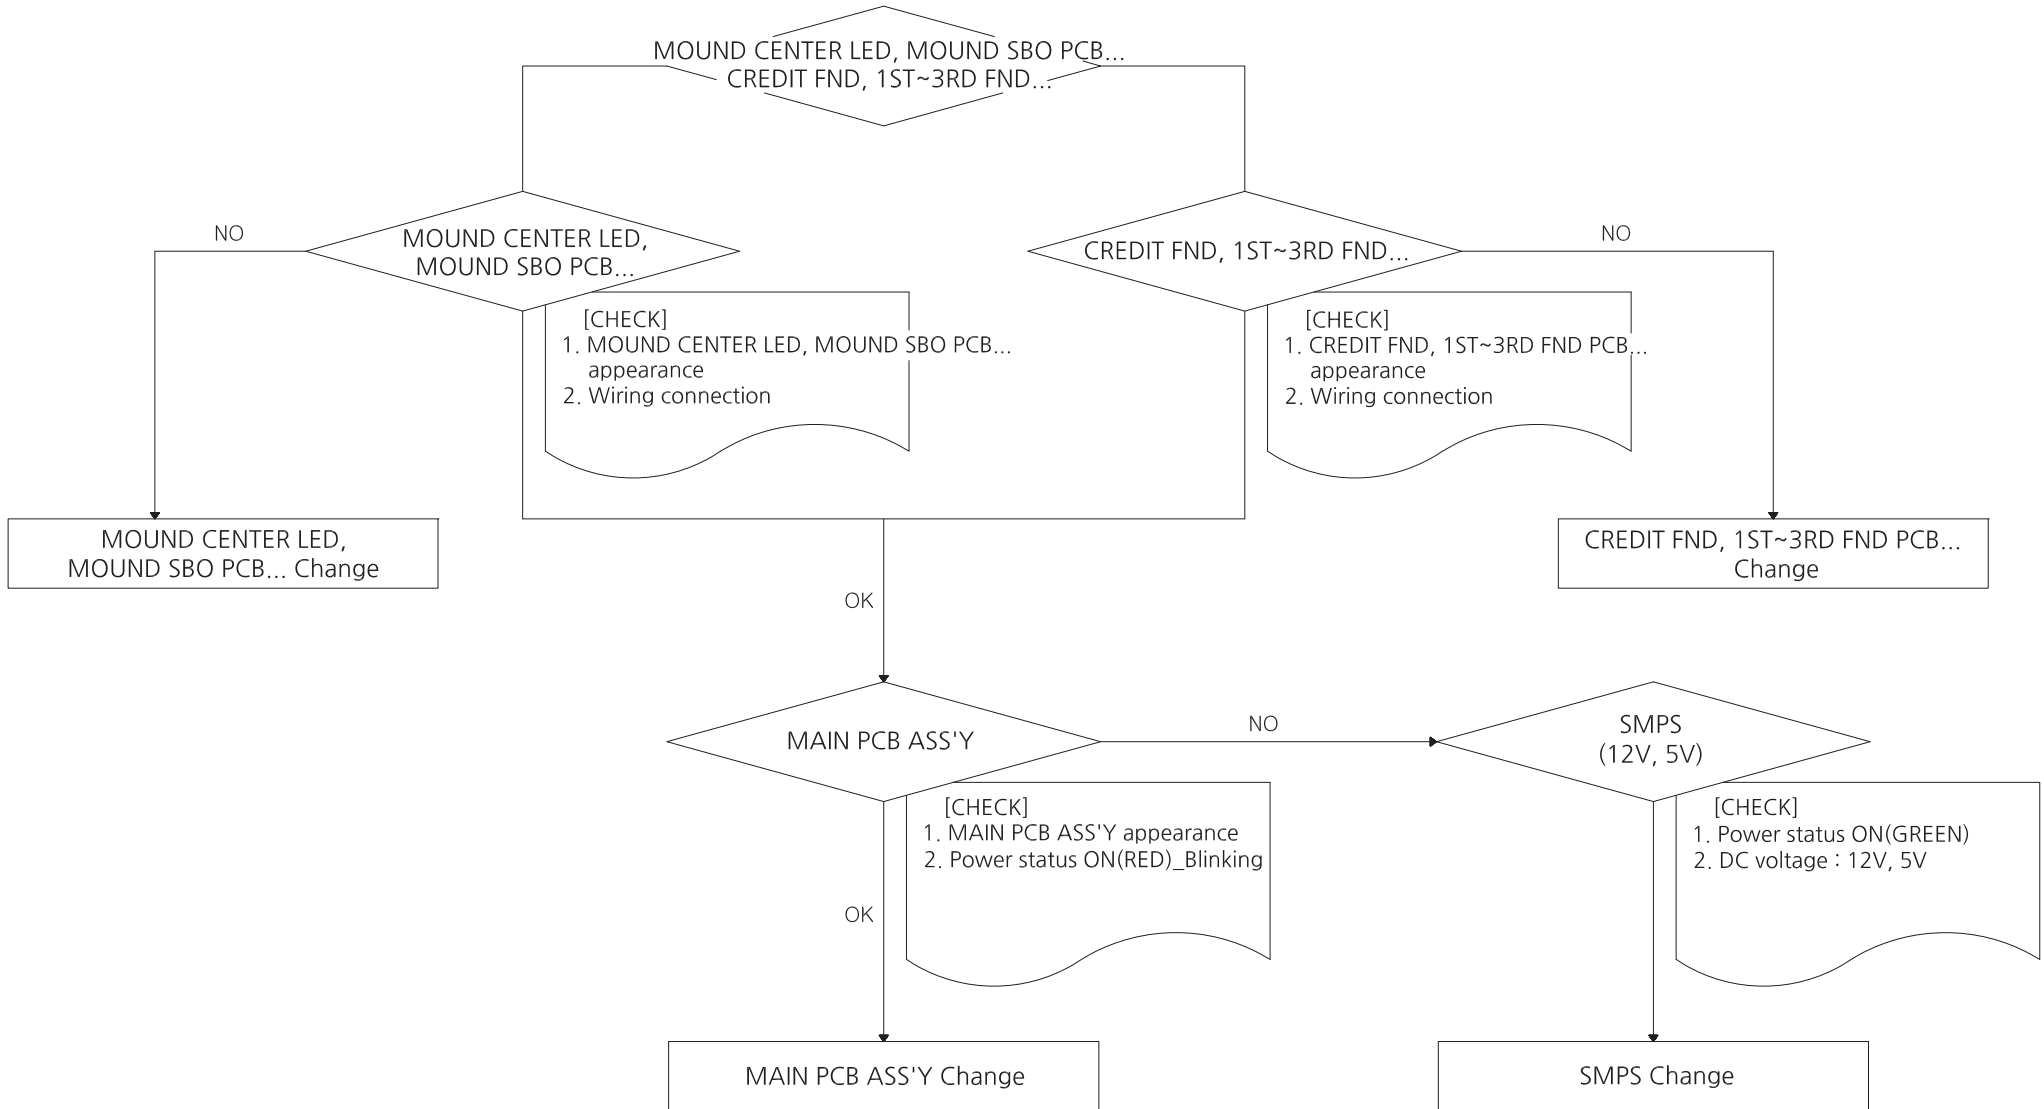 MOUND CENTER LED, MOUND SBO PCB...
CREDIT FND, 1ST~3RD FND...
NO
MOUND CENTER LED,
MOUND SBO PCB...
CREDIT FND, 1ST~3RD FND...
NO
[CHECK]
1. MOUND CENTER LED, MOUND SBO PCB...
appearance
2. Wiring connection
[CHECK]
1. CREDIT FND, 1ST~3RD FND PCB...
appearance
2. Wiring connection
MOUND CENTER LED,
MOUND SBO PCB... Change
CREDIT FND, 1ST~3RD FND PCB...
Change
OK
MAIN PCB ASS'Y
NO
SMPS
(12V, 5V)
[CHECK]
1. MAIN PCB ASS'Y appearance
2. Power status ON(RED)_Blinking
[CHECK]
1. Power status ON(GREEN)
2. DC voltage : 12V, 5V
OK
MAIN PCB ASS'Y Change
SMPS Change